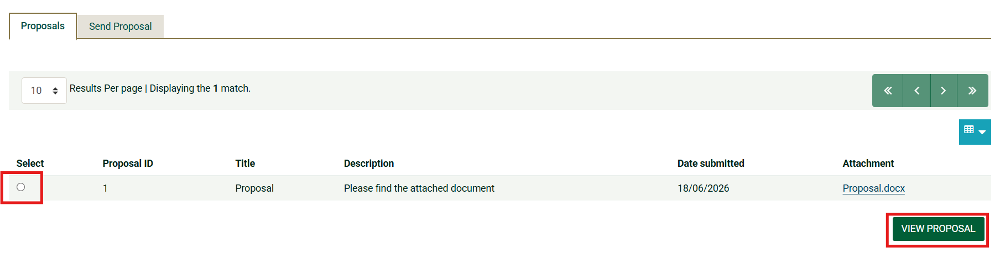 Proposals Send Proposal
10 Results Per page | Displaying the 1 match.
Select Proposal ID Title Description Date submitted Attachment
1 Proposal Please find the attached document 18/06/2026 Proposal.docx
VIEW PROPOSAL